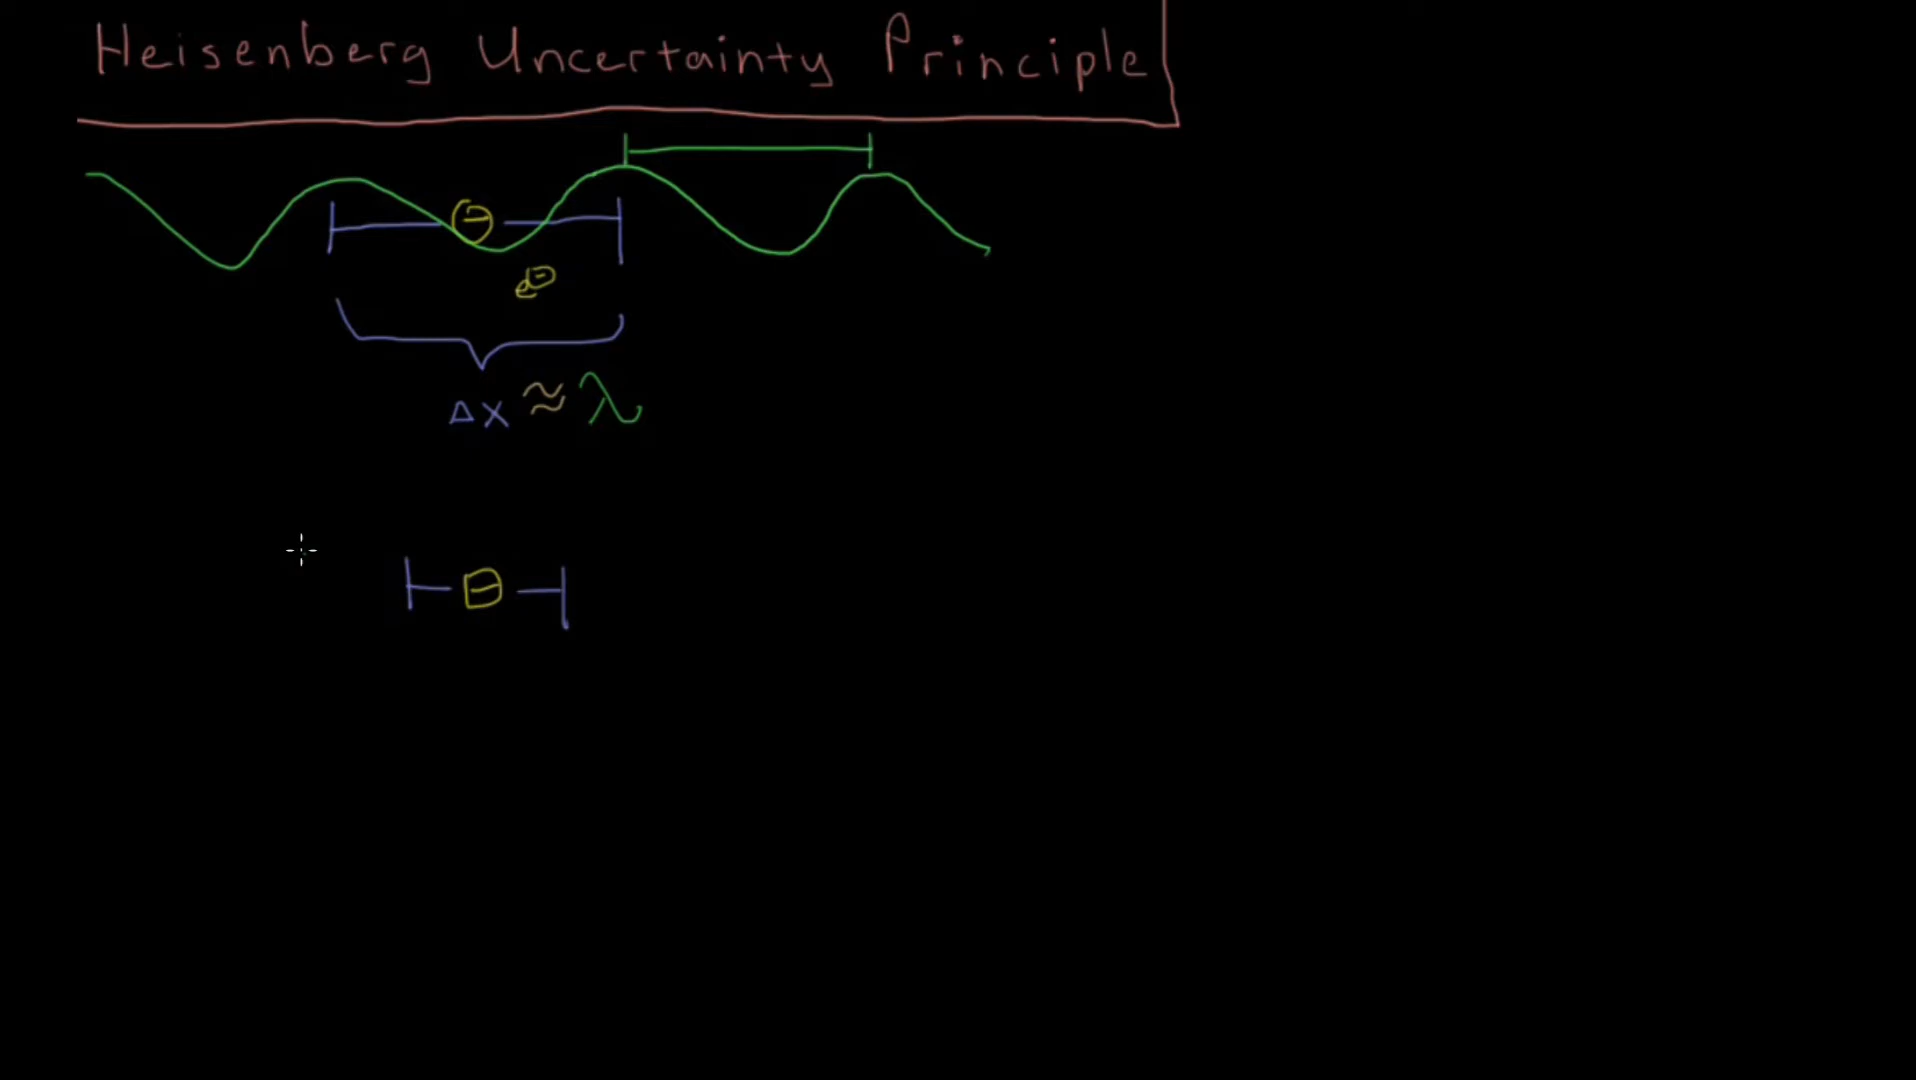 Heisenberg Uncertainty Principle
e⊖
Δx ≈ λ